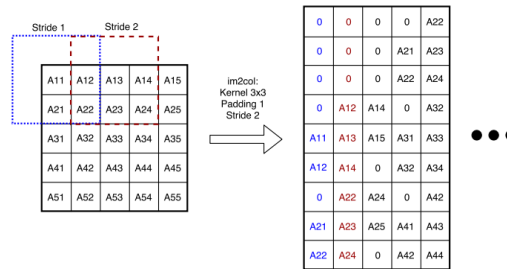 Stride 1 Stride 2
A11 A12 A13 A14 A15
A21 A22 A23 A24 A25
A31 A32 A33 A34 A35
A41 A42 A43 A44 A45
A51 A52 A53 A54 A55
im2col:
Kernel 3x3
Padding 1
Stride 2
0 0 0 0 A22
0 0 0 A21 A23
0 0 0 A22 A24
0 A12 A14 0 A32
A11 A13 A15 A31 A33
A12 A14 0 A32 A34
0 A22 A24 0 A42
A21 A23 A25 A41 A43
A22 A24 0 A42 A44